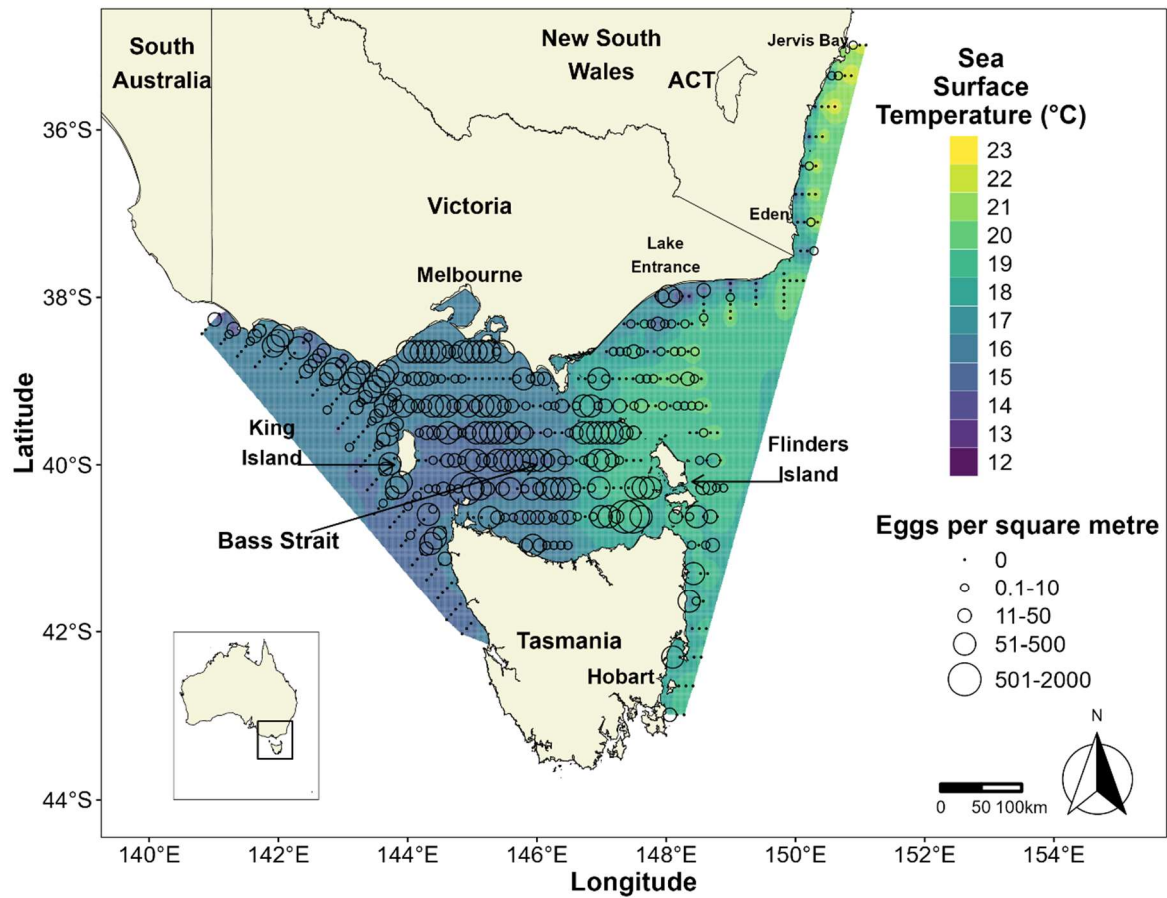 South
Australia
New South
Wales
Jervis Bay
ACT
Victoria
Eden
Lake
Entrance
Melbourne
King
Island
Flinders
Island
Bass Strait
Tasmania
Hobart
Sea
Surface
Temperature (°C)
23
22
21
20
19
18
17
16
15
14
13
12
Eggs per square metre
0
0.1-10
11-50
51-500
501-2000
N
0 50 100km
Latitude
36°S
38°S
40°S
42°S
44°S
140°E 142°E 144°E 146°E 148°E 150°E 152°E 154°E
Longitude